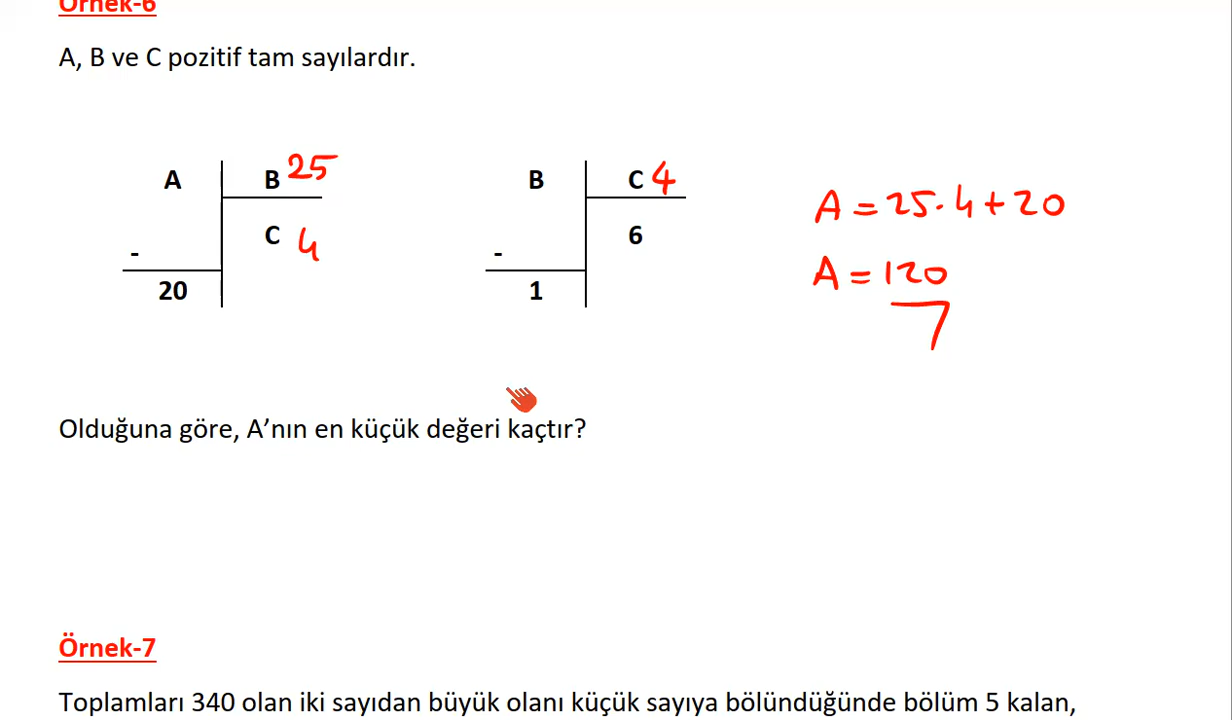 Örnek-6
A, B ve C pozitif tam sayılardır.
A B 25 B C 4
A = 25.4+20
- C 4 - 6
A = 120
20 1
Olduğuna göre, A’nın en küçük değeri kaçtır?
Örnek-7
Toplamları 340 olan iki sayıdan büyük olanı küçük sayıya bölündüğünde bölüm 5 kalan,